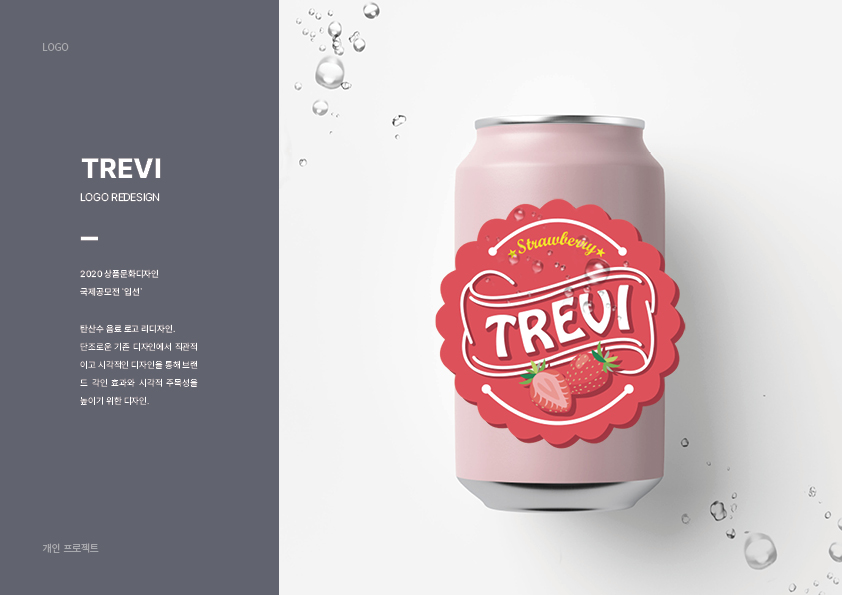 LOGO
TREVI
LOGO REDESIGN
2020 상품문화디자인
국제공모전 '입선'
탄산수 음료 로고 리디자인.
단조로운 기존 디자인에서 직관적
이고 시각적인 디자인을 통해 브랜
드 각인 효과와 시각적 주목성을
높이기 위한 디자인.
개인 프로젝트
Strawberry
TREVI